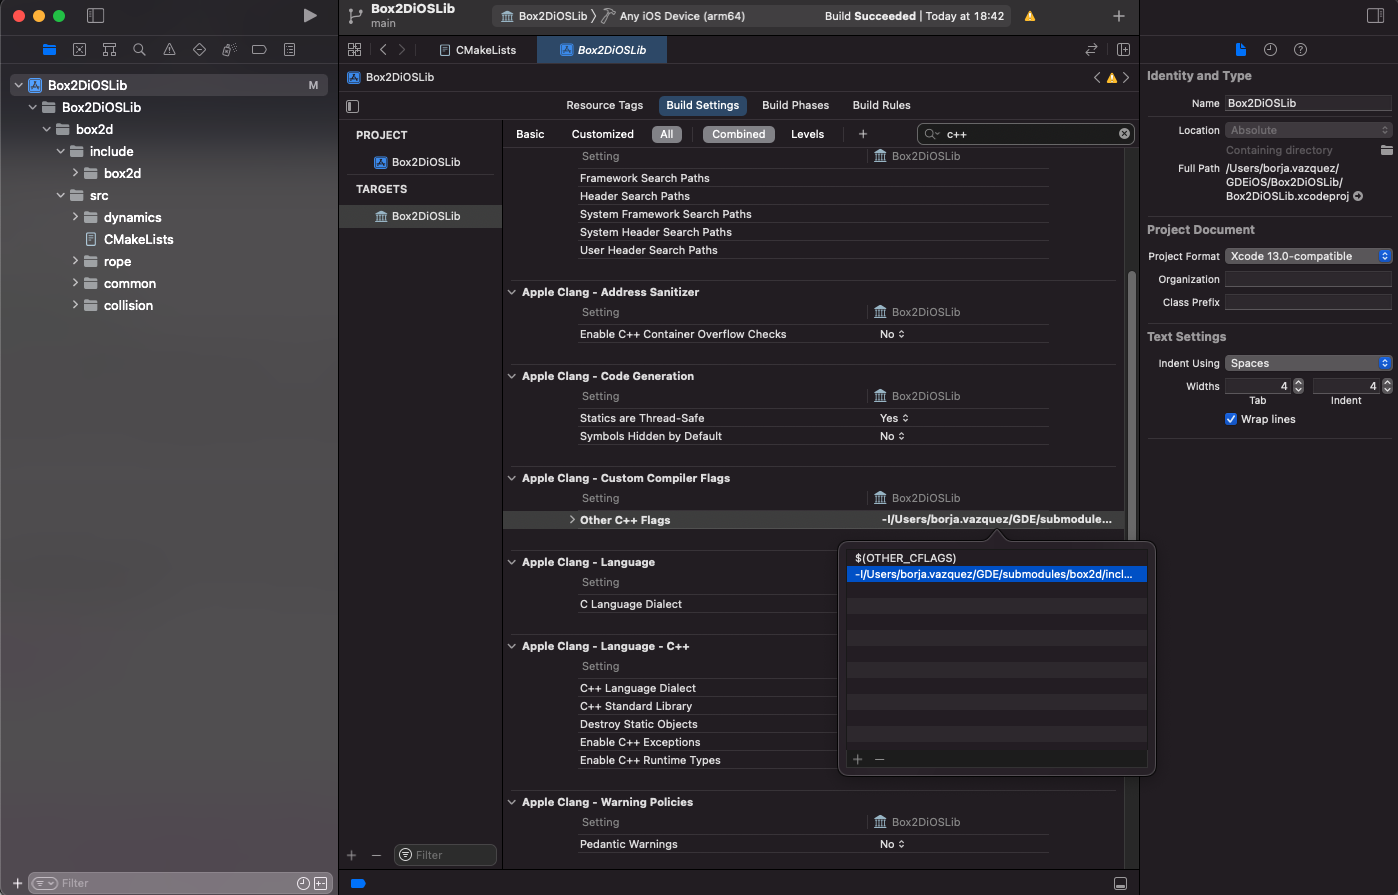 Box2DiOSLib
main
Box2DiOSLib
Any iOS Device (arm64)
Build Succeeded | Today at 18:42
CMakeLists
Box2DiOSLib
Box2DiOSLib
Box2DiOSLib
M
Box2DiOSLib
box2d
include
box2d
src
dynamics
CMakeLists
rope
common
collision
Filter
Resource Tags
Build Settings
Build Phases
Build Rules
PROJECT
Box2DiOSLib
TARGETS
Box2DiOSLib
Filter
Basic
Customized
All
Combined
Levels
+
c++
Setting
Box2DiOSLib
Framework Search Paths
Header Search Paths
System Framework Search Paths
System Header Search Paths
User Header Search Paths
Apple Clang - Address Sanitizer
Setting
Box2DiOSLib
Enable C++ Container Overflow Checks
No
Apple Clang - Code Generation
Setting
Box2DiOSLib
Statics are Thread-Safe
Yes
Symbols Hidden by Default
No
Apple Clang - Custom Compiler Flags
Setting
Box2DiOSLib
Other C++ Flags
-I/Users/borja.vazquez/GDE/submodule...
$(OTHER_CFLAGS)
-I/Users/borja.vazquez/GDE/submodules/box2d/incl...
Apple Clang - Language
Setting
C Language Dialect
Apple Clang - Language - C++
Setting
C++ Language Dialect
C++ Standard Library
Destroy Static Objects
Enable C++ Exceptions
Enable C++ Runtime Types
Apple Clang - Warning Policies
Setting
Box2DiOSLib
Pedantic Warnings
No
Identity and Type
Name
Box2DiOSLib
Location
Absolute
Containing directory
Full Path
/Users/borja.vazquez/
GDEiOS/Box2DiOSLib/
Box2DiOSLib.xcodeproj
Project Document
Project Format
Xcode 13.0-compatible
Organization
Class Prefix
Text Settings
Indent Using
Spaces
Widths
4
4
Tab
Indent
Wrap lines